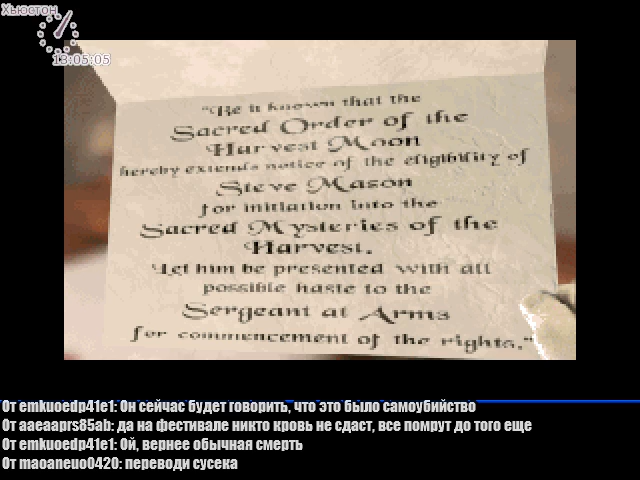 Хьюстон
13:05:05
"Be it known that the
Sacred Order of the
Harvest Moon
hereby extends notice of the eligibility of
Steve Mason
for initiation into the
Sacred Mysteries of the
Harvest.
Let him be presented with all
possible haste to the
Sergeant at Arms
for commencement of the rights."
От emkuoedp41e1: Он сейчас будет говорить, что это было самоубийство
От aaeaaprs85ab: да на фестивале никто кровь не сдаст, все помрут до того еще
От emkuoedp41e1: Ой, вернее обычная смерть
От maoaneuo0420: переводи сусека